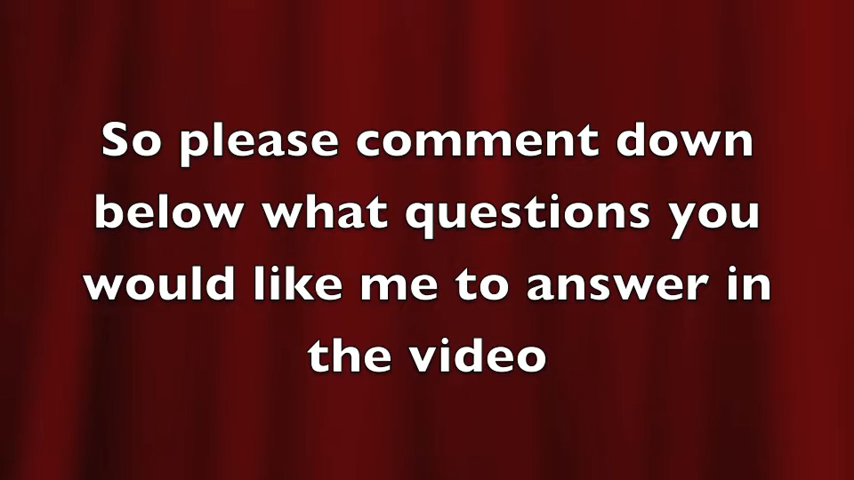 So please comment down
below what questions you
would like me to answer in
the video